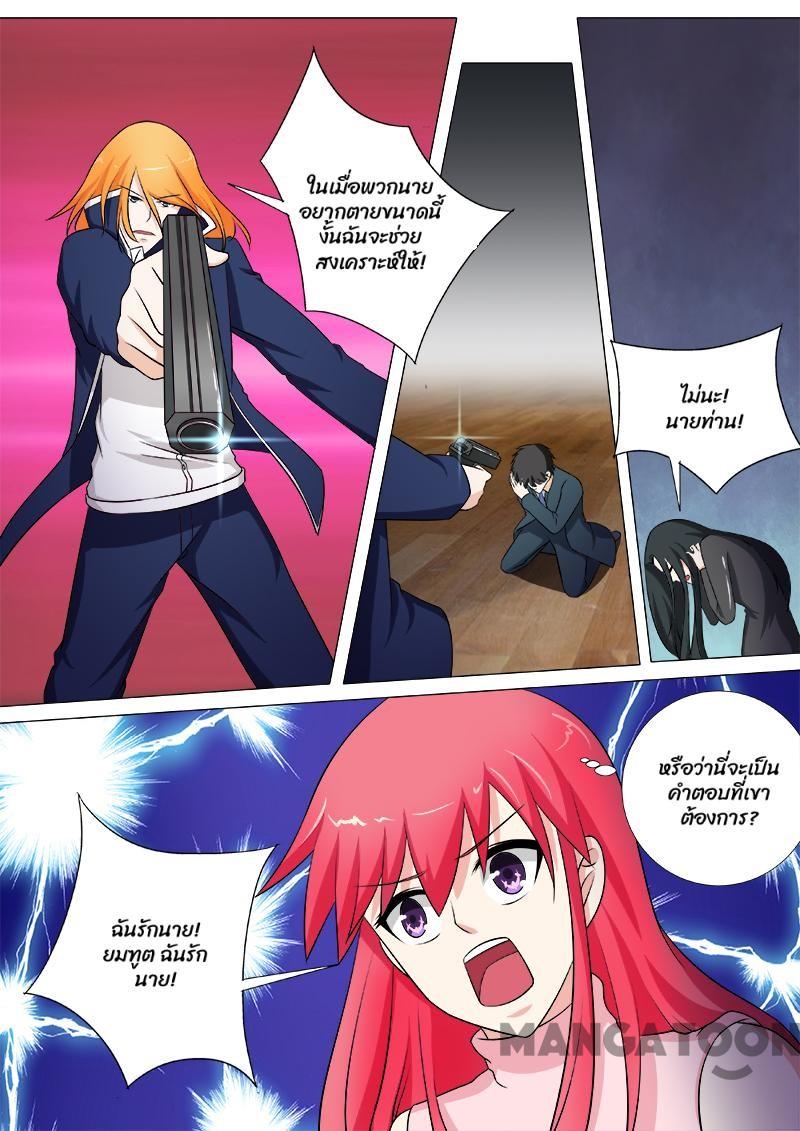 ในเมื่อพวกนาย
อยากตายขนาดนี้
งั้นฉันจะช่วย
สงเคราะห์ให้!
ไม่นะ!
นายท่าน!
หรือว่านี่จะเป็น
คำตอบที่เขา
ต้องการ?
ฉันรักนาย!
ยมทูต ฉันรัก
นาย!
MANGATOON